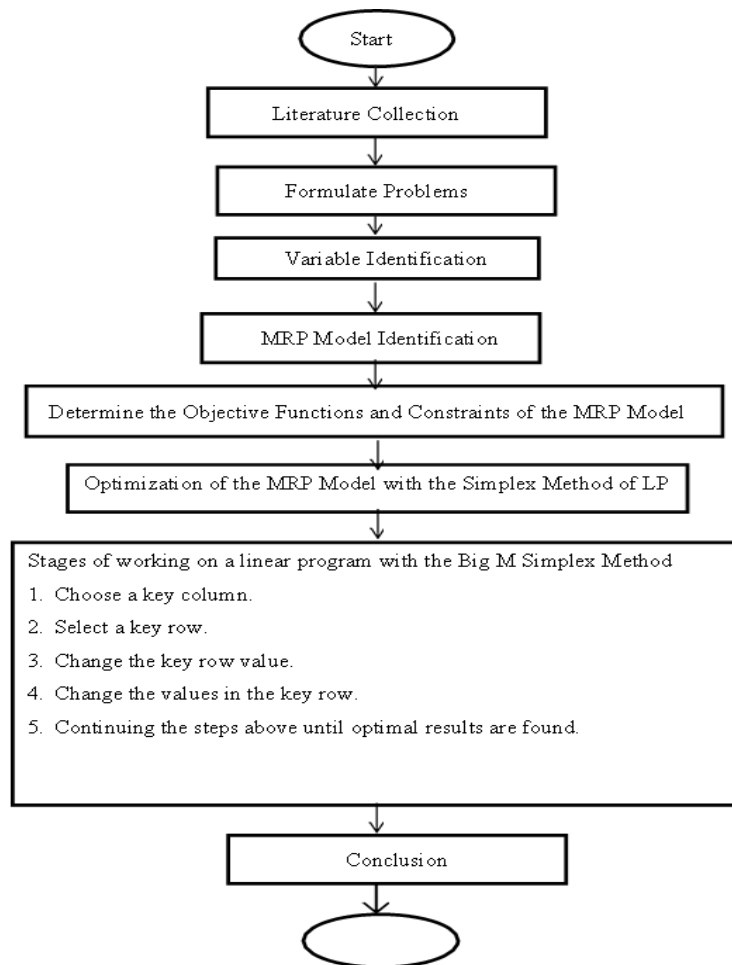 Start
Literature Collection
Formulate Problems
Variable Identification
MRP Model Identification
Determine the Objective Functions and Constraints of the MRP Model
Optimization of the MRP Model with the Simplex Method of LP
Stages of working on a linear program with the Big M Simplex Method
1. Choose a key column.
2. Select a key row.
3. Change the key row value.
4. Change the values in the key row.
5. Continuing the steps above until optimal results are found.
Conclusion